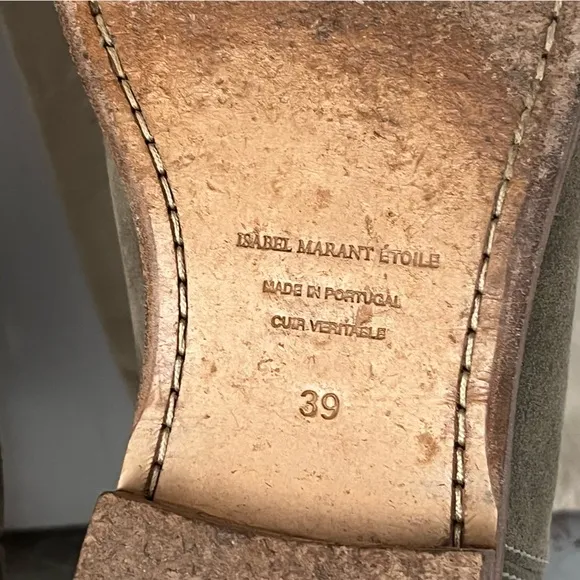 ISABEL MARANT ÉTOILE
MADE IN PORTUGAL
CUIR VERITABLE
39